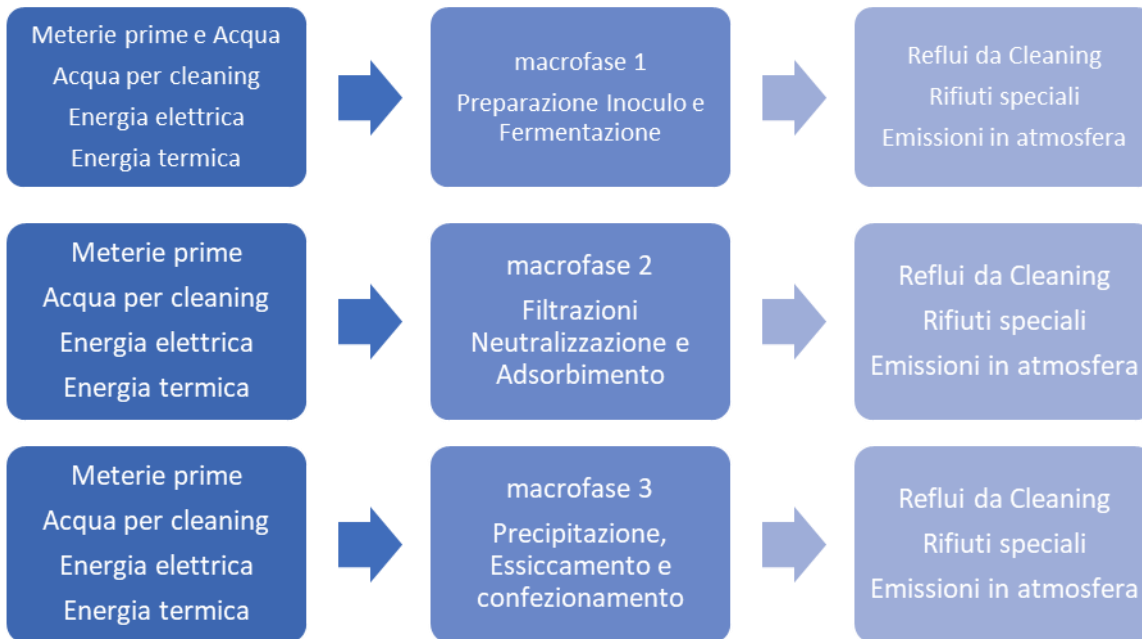 Meterie prime e Acqua
Acqua per cleaning
Energia elettrica
Energia termica
macrofase 1
Preparazione Inoculo e
Fermentazione
Reflui da Cleaning
Rifiuti speciali
Emissioni in atmosfera
Meterie prime
Acqua per cleaning
Energia elettrica
Energia termica
macrofase 2
Filtrazioni
Neutralizzazione e
Adsorbimento
Reflui da Cleaning
Rifiuti speciali
Emissioni in atmosfera
Meterie prime
Acqua per cleaning
Energia elettrica
Energia termica
macrofase 3
Precipitazione,
Essiccamento e
confezionamento
Reflui da Cleaning
Rifiuti speciali
Emissioni in atmosfera